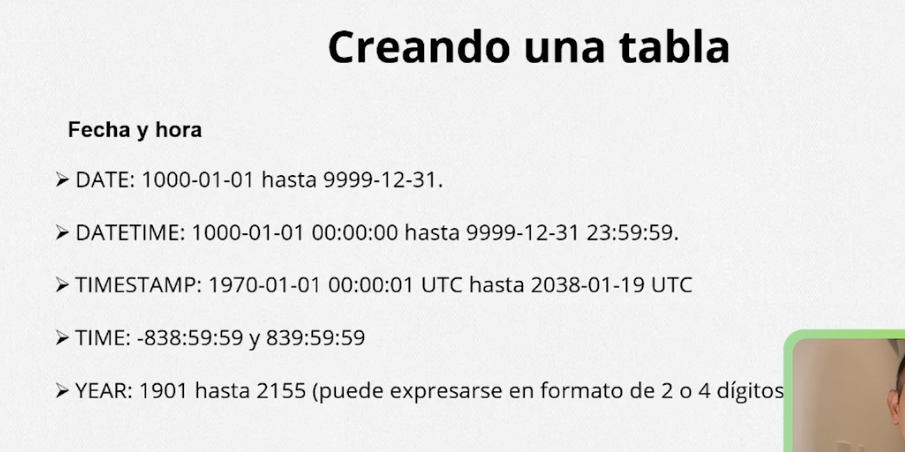 Creando una tabla
Fecha y hora
➢ DATE: 1000-01-01 hasta 9999-12-31.
➢ DATETIME: 1000-01-01 00:00:00 hasta 9999-12-31 23:59:59.
➢ TIMESTAMP: 1970-01-01 00:00:01 UTC hasta 2038-01-19 UTC
➢ TIME: -838:59:59 y 839:59:59
➢ YEAR: 1901 hasta 2155 (puede expresarse en formato de 2 o 4 dígitos